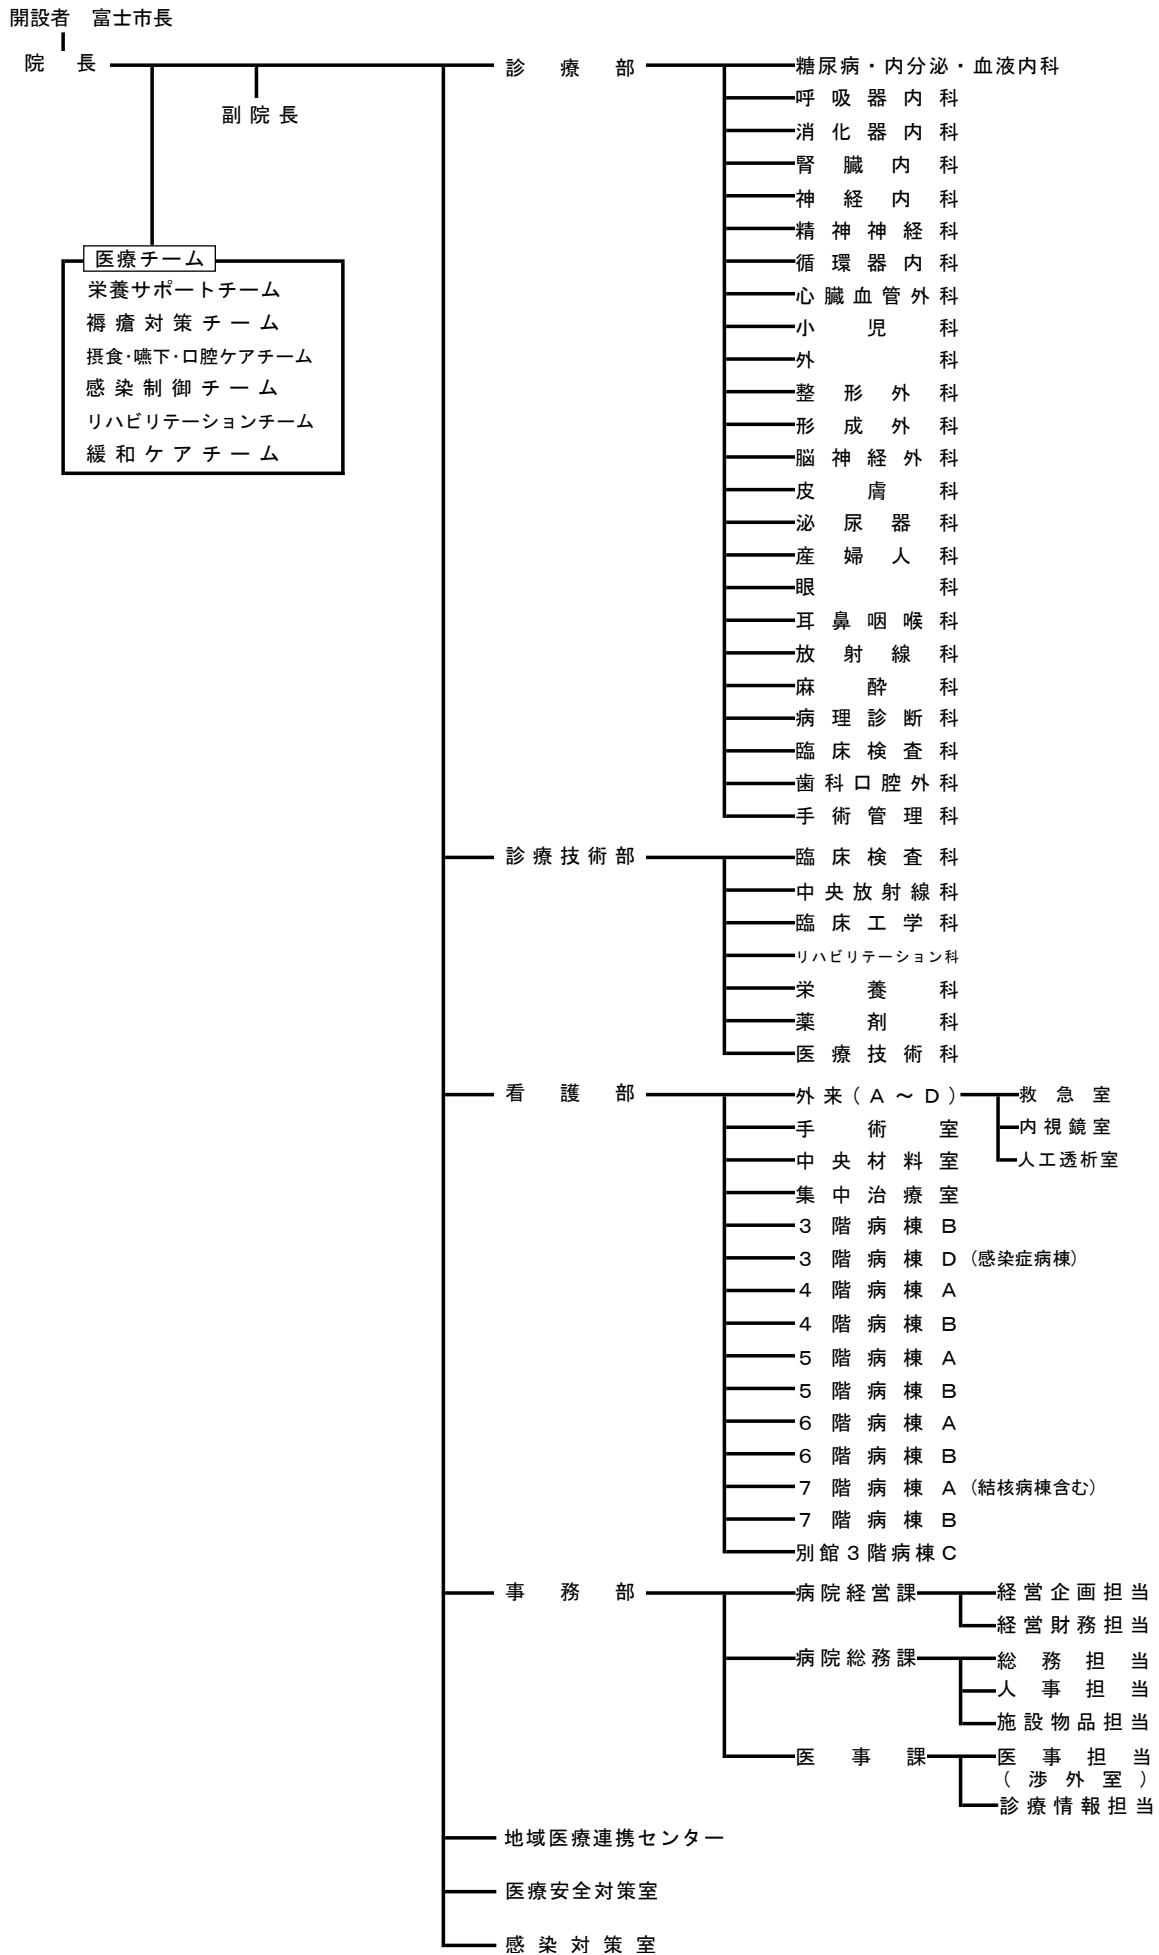 開設者 富士市長
院長
副院長
医療チーム
栄養サポートチーム
褥瘡対策チーム
摂食・嚥下・口腔ケアチーム
感染制御チーム
リハビリテーションチーム
緩和ケアチーム
診療部
糖尿病・内分泌・血液内科
呼吸器内科
消化器内科
腎臓内科
神経内科
精神神経科
循環器内科
心臓血管外科
小児科
外科
整形外科
形成外科
脳神経外科
皮膚科
泌尿器科
産婦人科
眼科
耳鼻咽喉科
放射線科
麻酔科
病理診断科
臨床検査科
歯科口腔外科
手術管理科
診療技術部
臨床検査科
中央放射線科
臨床工学科
リハビリテーション科
栄養科
薬剤科
医療技術科
看護部
外来(A～D)
救急室
内視鏡室
人工透析室
手術室
中央材料室
集中治療室
3階病棟B
3階病棟D(感染症病棟)
4階病棟A
4階病棟B
5階病棟A
5階病棟B
6階病棟A
6階病棟B
7階病棟A(結核病棟含む)
7階病棟B
別館3階病棟C
事務部
病院経営課
経営企画担当
経営財務担当
病院総務課
総務担当
人事担当
施設物品担当
医事課
医事担当
(渉外室)
診療情報担当
地域医療連携センター
医療安全対策室
感染対策室